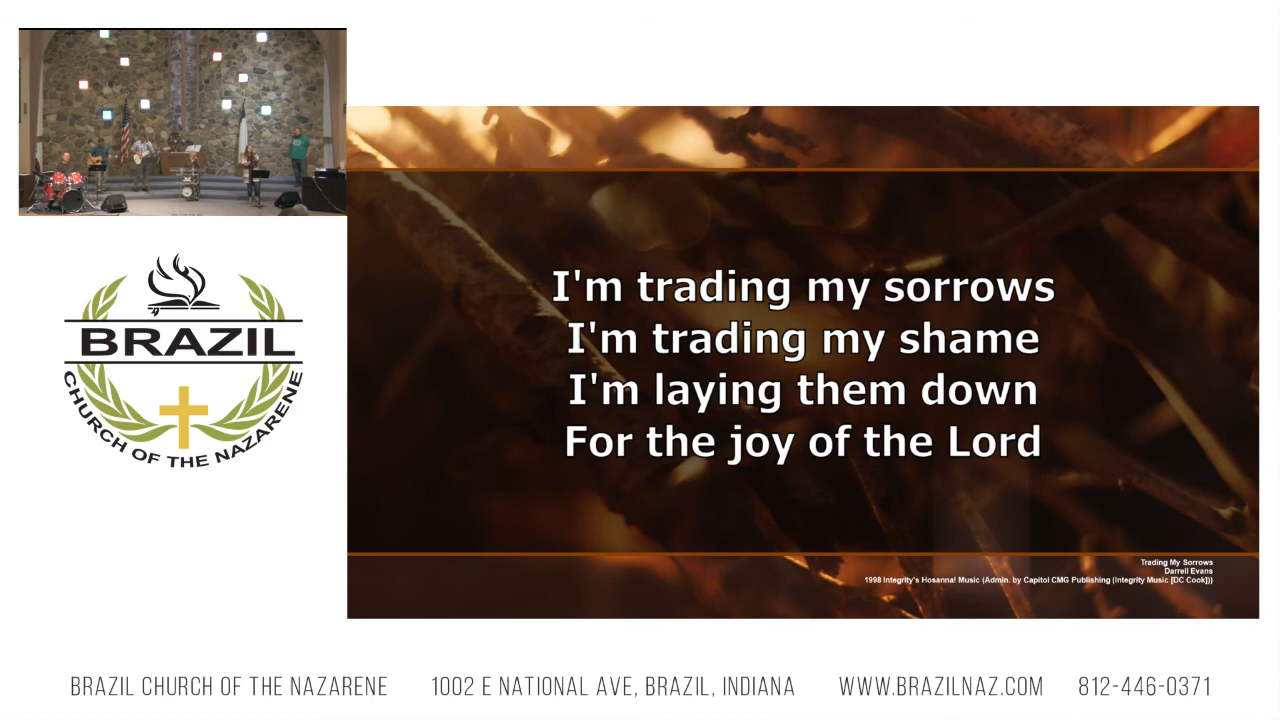 BRAZIL
CHURCH OF THE NAZARENE
I'm trading my sorrows
I'm trading my shame
I'm laying them down
For the joy of the Lord
Trading My Sorrows
Darrell Evans
1998 Integrity's Hosanna! Music (Admin. by Capitol CMG Publishing (Integrity Music [DC Cook]))
BRAZIL CHURCH OF THE NAZARENE 1002 E NATIONAL AVE, BRAZIL, INDIANA WWW.BRAZILNAZ.COM 812-446-0371